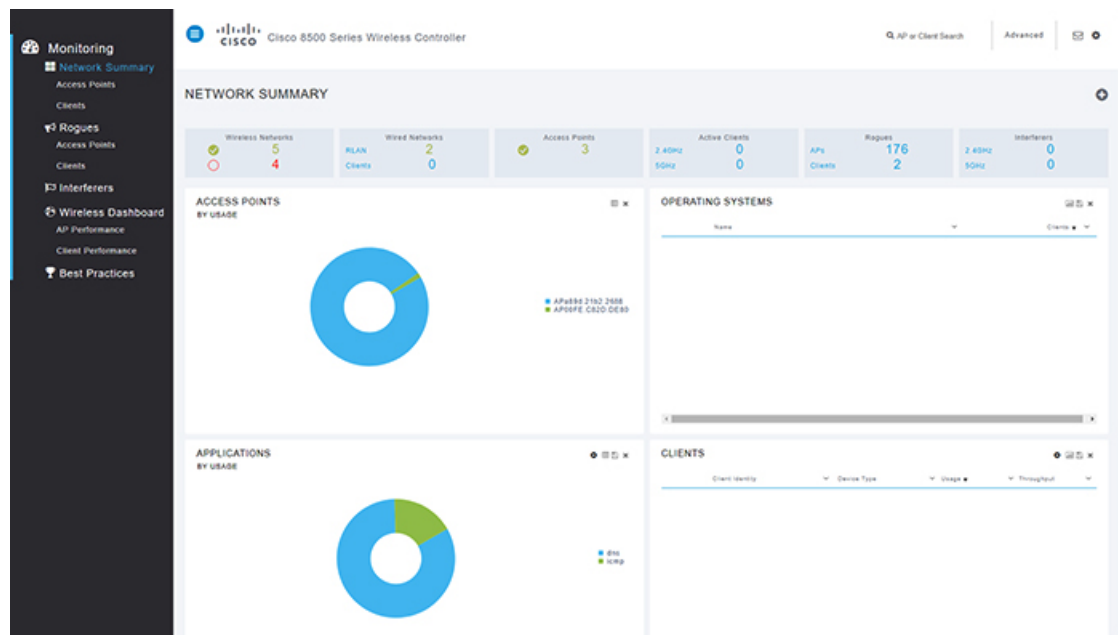 Monitoring
Network Summary
Access Points
Clients
Rogues
Access Points
Clients
Interferers
Wireless Dashboard
AP Performance
Client Performance
Best Practices
CISCO Cisco 8500 Series Wireless Controller
AP or Client Search Advanced
NETWORK SUMMARY
Wireless Networks
5
4
Wired Networks
RLAN 2
Clients 0
Access Points
3
Active Clients
2.4GHz 0
5GHz 0
Rogues
APs 176
Clients 2
Interferers
2.4GHz 0
5GHz 0
ACCESS POINTS
BY USAGE
OPERATING SYSTEMS
Name Clients
APLICATIONS
BY USAGE
dns
icmp
CLIENTS
Client Identity Device Type Usage Throughput